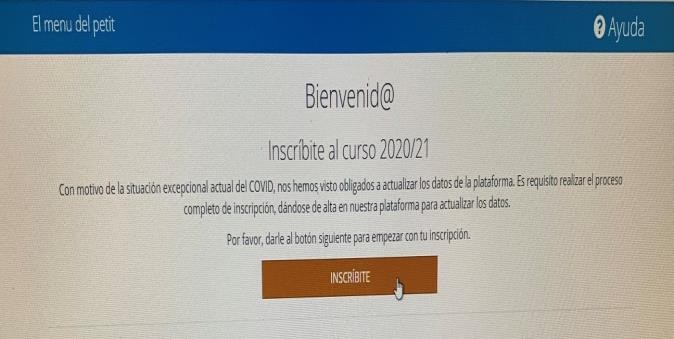 El menu del petit
? Ayuda
Bienvenid@
Inscríbite al curso 2020/21
Con motivo de la situación excepcional actual del COVID, nos hemos visto obligados a actualizar los datos de la plataforma. Es requisito realizar el proceso
completo de inscripción, dándose de alta en nuestra plataforma para actualizar los datos.
Por favor, darle al botón siguiente para empezar con tu inscripción.
INSCRÍBITE